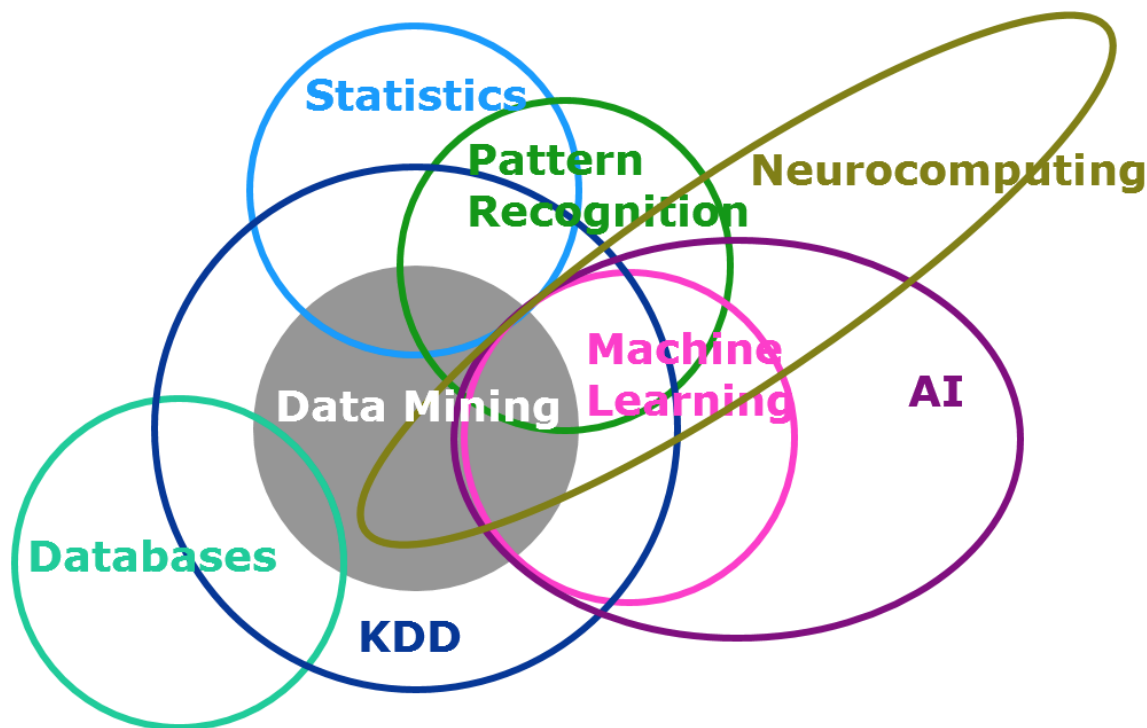 Statistics
Pattern
Recognition
Neurocomputing
Machine
Learning
AI
Data Mining
Databases
KDD